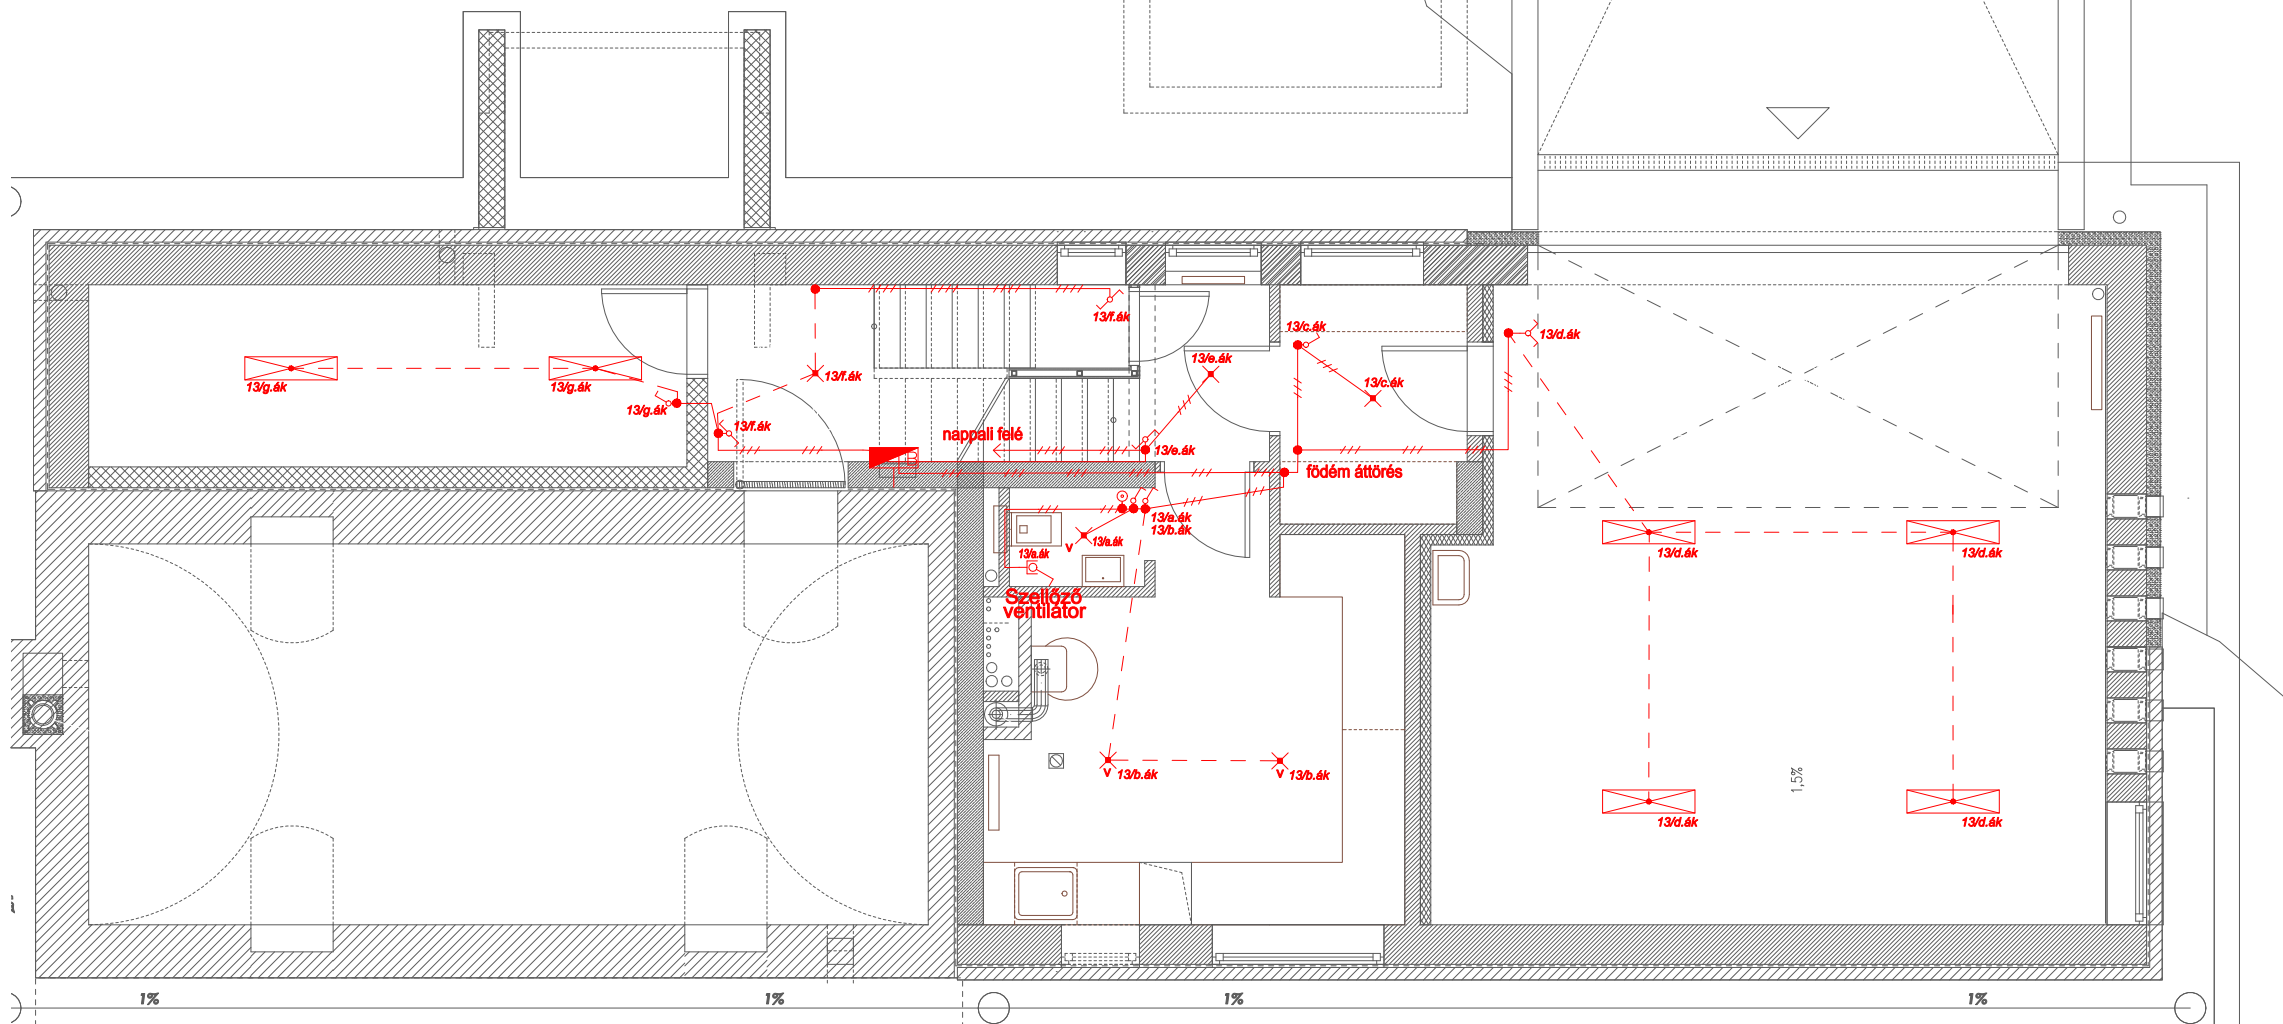 13/f.ák
13/c.ák
13/d.ák
13/e.ák
13/f.ák
13/g.ák
13/g.ák
13/c.ák
13/g.ák
13/f.ák
nappali felé
13/e.ák
födém áttörés
13/a.ák
13/b.ák
v
13/a.ák
13/a.ák
13/d.ák
13/d.ák
Szellőző
ventilátor
v
13/b.ák
v
13/b.ák
1,5%
13/d.ák
13/d.ák
1%
1%
1%
1%